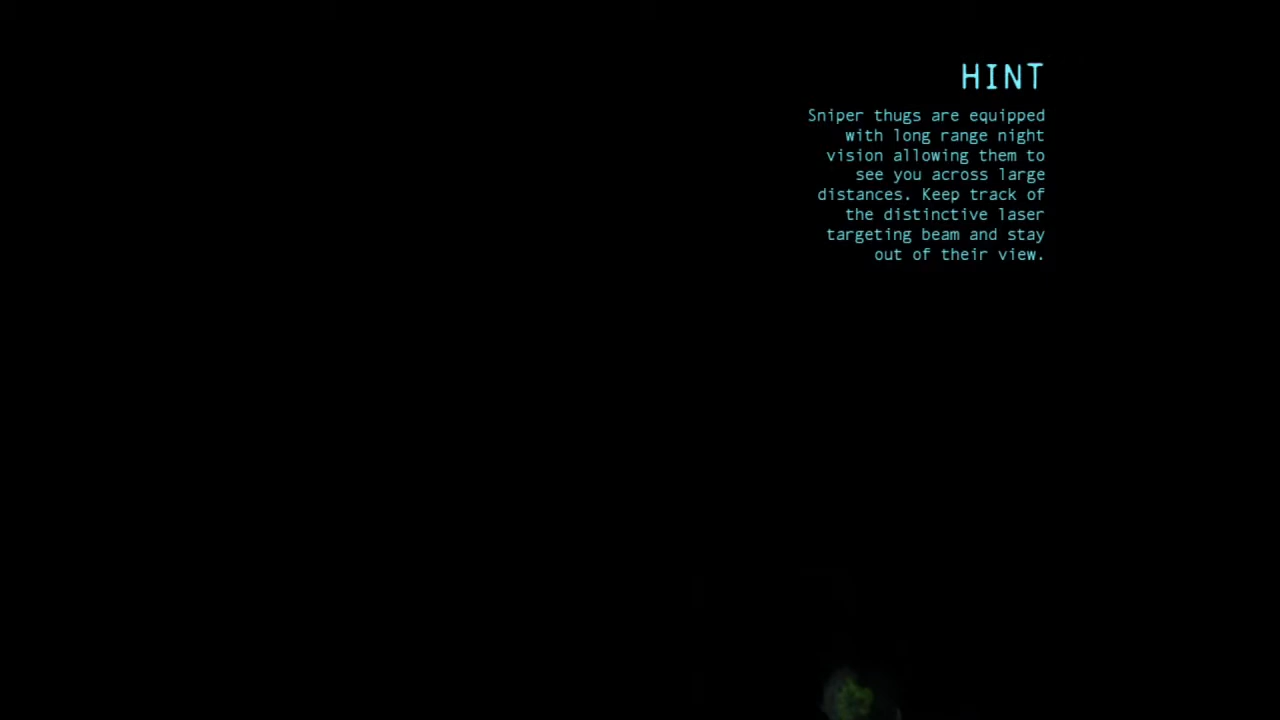 HINT
Sniper thugs are equipped
with long range night
vision allowing them to
see you across large
distances. Keep track of
the distinctive laser
targeting beam and stay
out of their view.